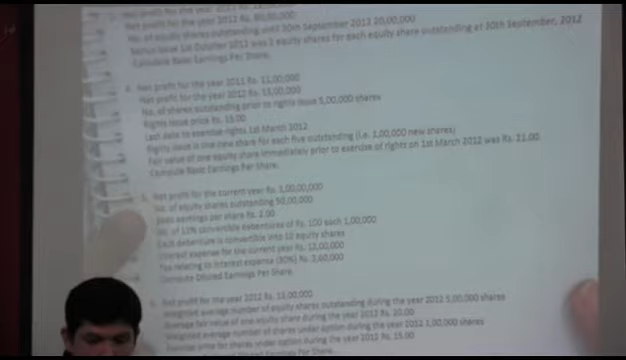 Net profit for the year 2012 Rs. 60,00,000
No. of equity shares outstanding until 30th September 2012 20,00,000
Bonus issue 1st October 2012 was 2 equity shares for each equity share outstanding at 30th September, 2012
Calculate Basic Earnings Per Share.
4. Net profit for the year 2011 Rs. 11,00,000
Net profit for the year 2012 Rs. 15,00,000
No. of shares outstanding prior to rights issue 5,00,000 shares
Rights issue price Rs. 15.00
Last date to exercise rights 1st March 2012
Rights issue is one new share for each five outstanding (i.e. 1,00,000 new shares)
Fair value of one equity share immediately prior to exercise of rights on 1st March 2012 was Rs. 21.00
Compute Basic Earnings Per Share.
5. Net profit for the current year Rs. 1,00,00,000
No. of equity shares outstanding 50,00,000
Basic earnings per share Rs. 2.00
No. of 12% convertible debentures of Rs. 100 each 1,00,000
Each debenture is convertible into 10 equity shares
Interest expense for the current year Rs. 12,00,000
Tax relating to interest expense (30%) Rs. 3,60,000
Compute Diluted Earnings Per Share.
Net profit for the year 2012 Rs. 12,00,000
Weighted average number of equity shares outstanding during the year 2012 5,00,000 shares
Average fair value of one equity share during the year 2012 Rs. 20.00
Weighted average number of shares under option during the year 2012 1,00,000 shares
Exercise price for shares under option during the year 2012 Rs. 15.00
Diluted Earnings Per Share.